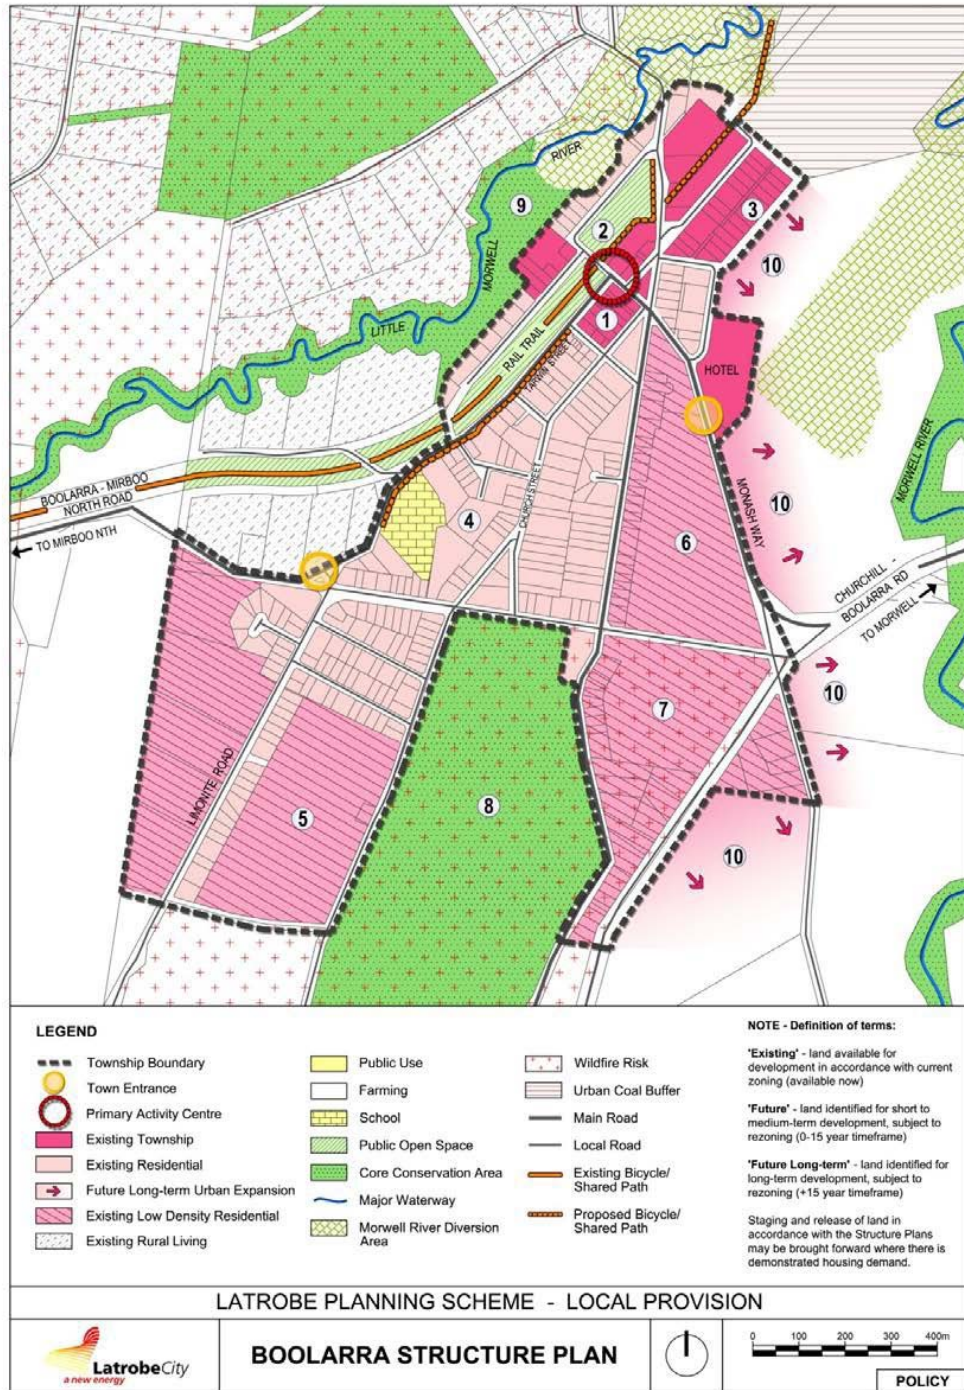 RIVER
9
3
2
10
MORWELL
1
LITTLE
RAIL TRAIL
TARWIN STREET
HOTEL
MORWELL RIVER
BOOLARRA - MIRBOO
NORTH ROAD
CHURCH STREET
MONASH WAY
4
10
6
TO MIRBOO NTH
CHURCHILL -
BOOLARRA RD
TO MORWELL
10
7
LIMONITE ROAD
5
8
10
LEGEND
Township Boundary
Town Entrance
Primary Activity Centre
Existing Township
Existing Residential
Future Long-term Urban Expansion
Existing Low Density Residential
Existing Rural Living
Public Use
Farming
School
Public Open Space
Core Conservation Area
Major Waterway
Morwell River Diversion
Area
Wildfire Risk
Urban Coal Buffer
Main Road
Local Road
Existing Bicycle/
Shared Path
Proposed Bicycle/
Shared Path
NOTE - Definition of terms:
'Existing' - land available for
development in accordance with current
zoning (available now)
'Future' - land identified for short to
medium-term development, subject to
rezoning (0-15 year timeframe)
'Future Long-term' - land identified for
long-term development, subject to
rezoning (+15 year timeframe)
Staging and release of land in
accordance with the Structure Plans
may be brought forward where there is
demonstrated housing demand.
LATROBE PLANNING SCHEME - LOCAL PROVISION
LatrobeCity
a new energy
BOOLARRA STRUCTURE PLAN
0 100 200 300 400m
POLICY